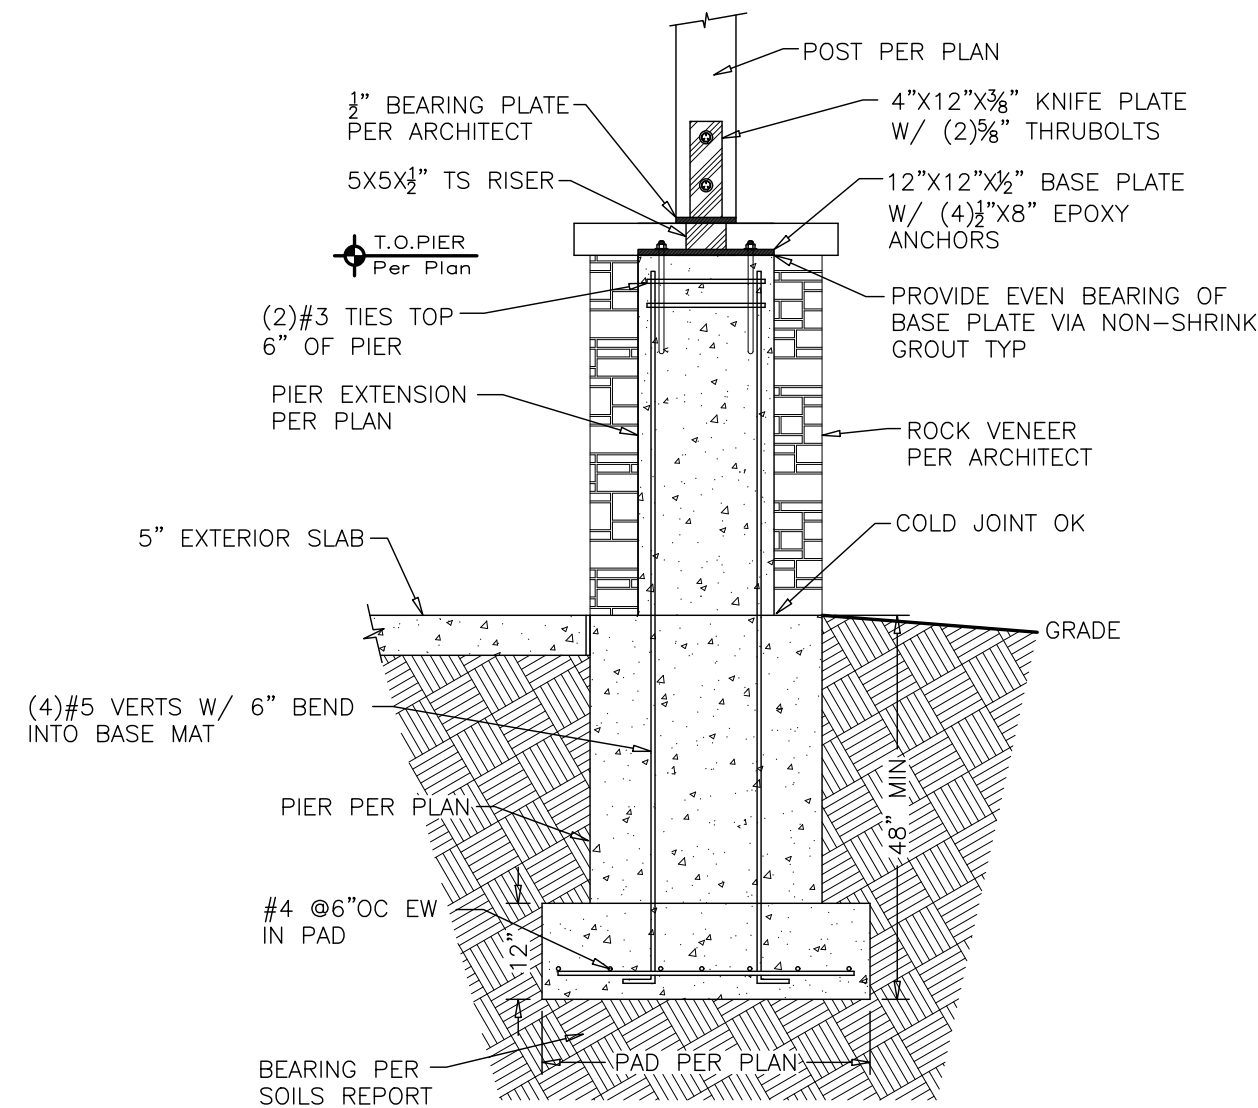 POST PER PLAN
½" BEARING PLATE
PER ARCHITECT
4"X12"X⅜" KNIFE PLATE
W/ (2)⅝" THRUBOLTS
5X5X½" TS RISER
12"X12"X½" BASE PLATE
W/ (4)½"X8" EPOXY
ANCHORS
T.O.PIER
Per Plan
(2)#3 TIES TOP
6" OF PIER
PROVIDE EVEN BEARING OF
BASE PLATE VIA NON-SHRINK
GROUT TYP
PIER EXTENSION
PER PLAN
ROCK VENEER
PER ARCHITECT
5" EXTERIOR SLAB
COLD JOINT OK
GRADE
(4)#5 VERTS W/ 6" BEND
INTO BASE MAT
48" MIN
PIER PER PLAN
#4 @6"OC EW
IN PAD
12"
BEARING PER
SOILS REPORT
PAD PER PLAN